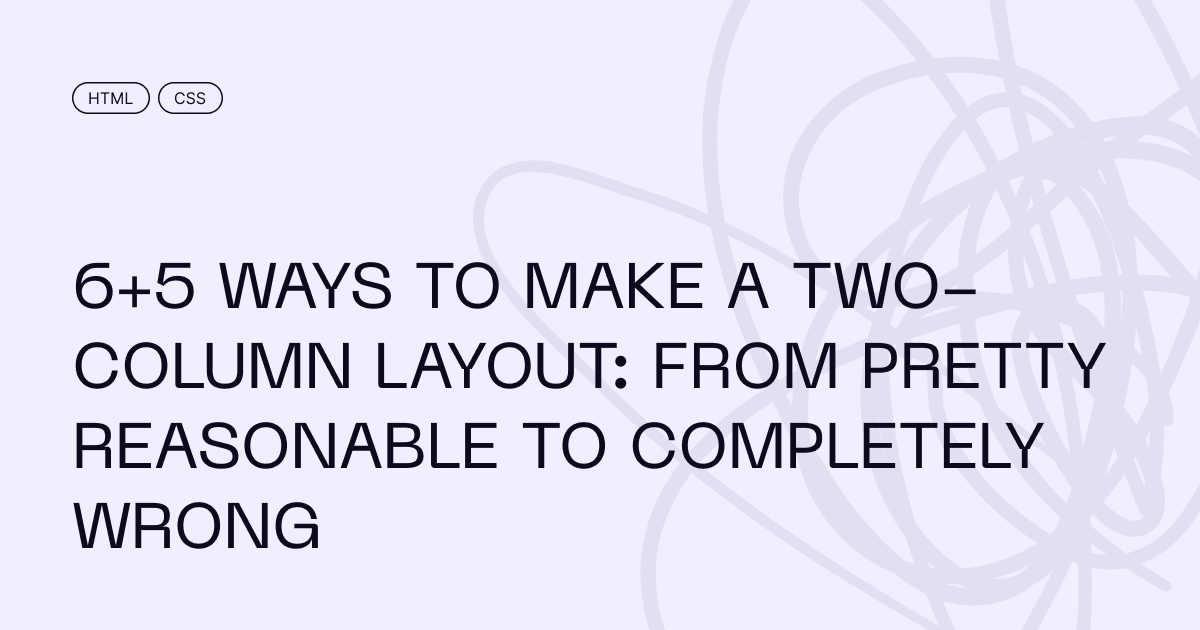 HTML CSS
6+5 WAYS TO MAKE A TWO-
COLUMN LAYOUT: FROM PRETTY
REASONABLE TO COMPLETELY
WRONG